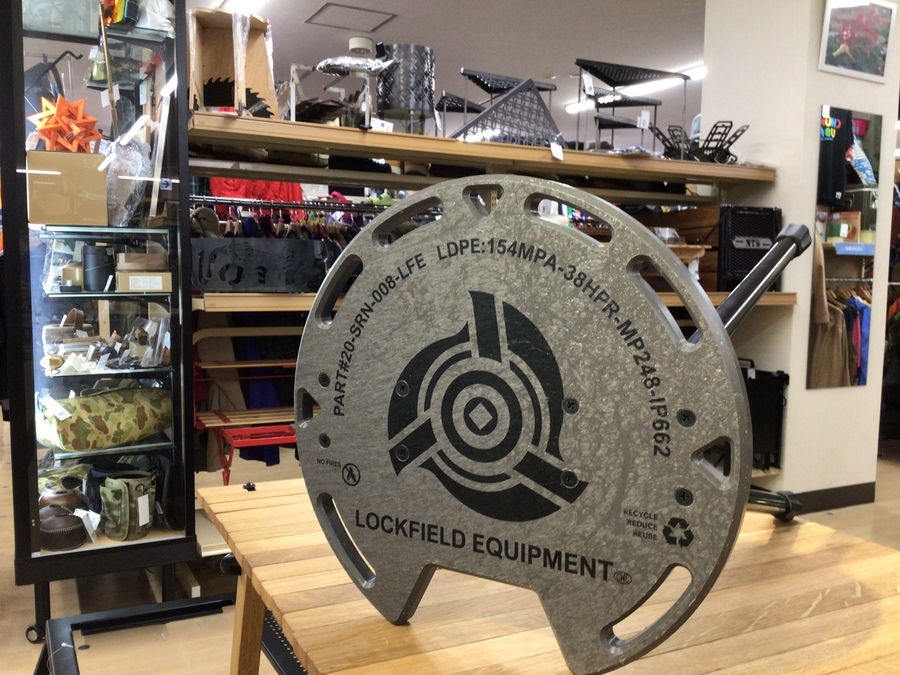 PART#20-SRN-008-LFE LDPE:154MPA-38HPR-MP248-IP662
NO FIRES
RECYCLE
REDUCE
REUSE
LOCKFIELD EQUIPMENT
NTS